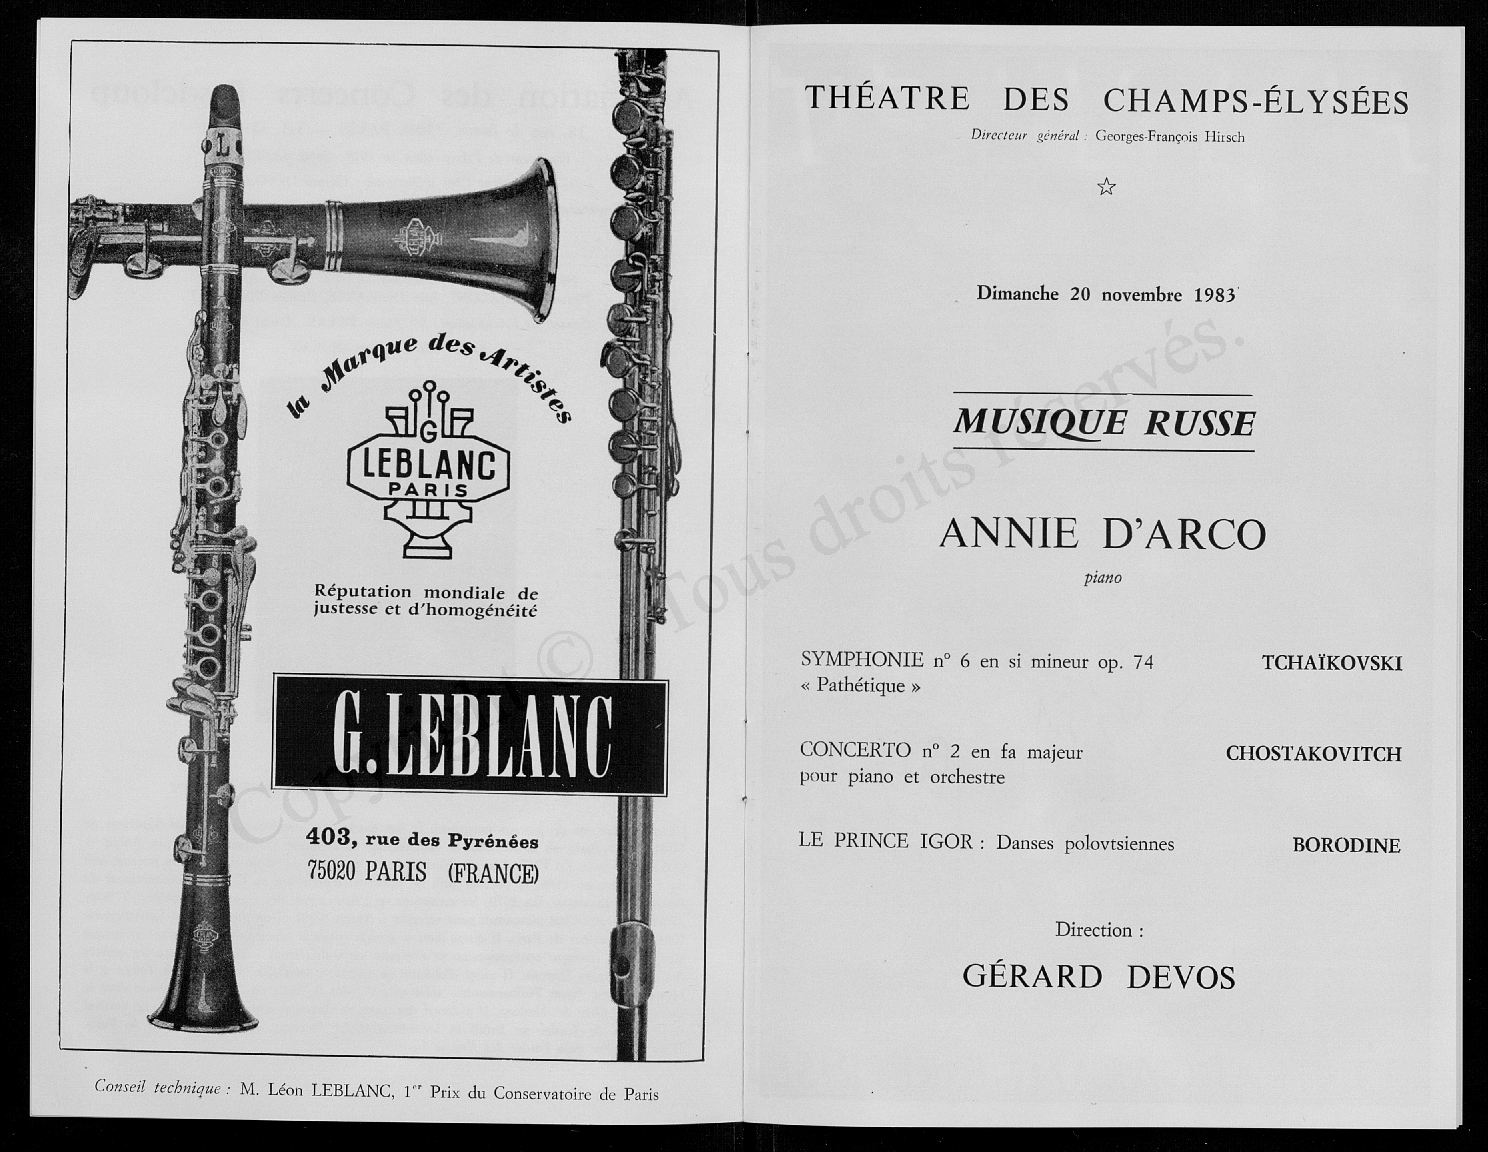 la Marque des Artistes
G
LEBLANC
PARIS
Réputation mondiale de
justesse et d'homogénéité
G. LEBLANC
403, rue des Pyrénées
75020 PARIS (FRANCE)
Conseil technique : M. Léon LEBLANC, 1er Prix du Conservatoire de Paris
THÉATRE DES CHAMPS-ÉLYSÉES
Directeur général : Georges-François Hirsch
Dimanche 20 novembre 1983
MUSIQUE RUSSE
ANNIE D'ARCO
piano
SYMPHONIE n° 6 en si mineur op. 74 TCHAÏKOVSKI
« Pathétique »
CONCERTO n° 2 en fa majeur CHOSTAKOVITCH
pour piano et orchestre
LE PRINCE IGOR : Danses polovtsiennes BORODINE
Direction :
GÉRARD DEVOS
Copyright © Tous droits réservés.